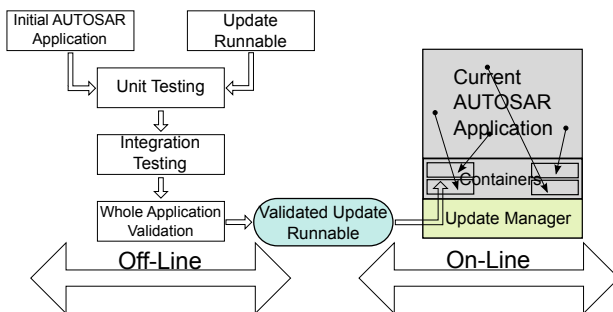 Initial AUTOSAR
Application
Update
Runnable
Unit Testing
Integration
Testing
Whole Application
Validation
Validated Update
Runnable
Current
AUTOSAR
Application
Containers
Update Manager
Off-Line
On-Line